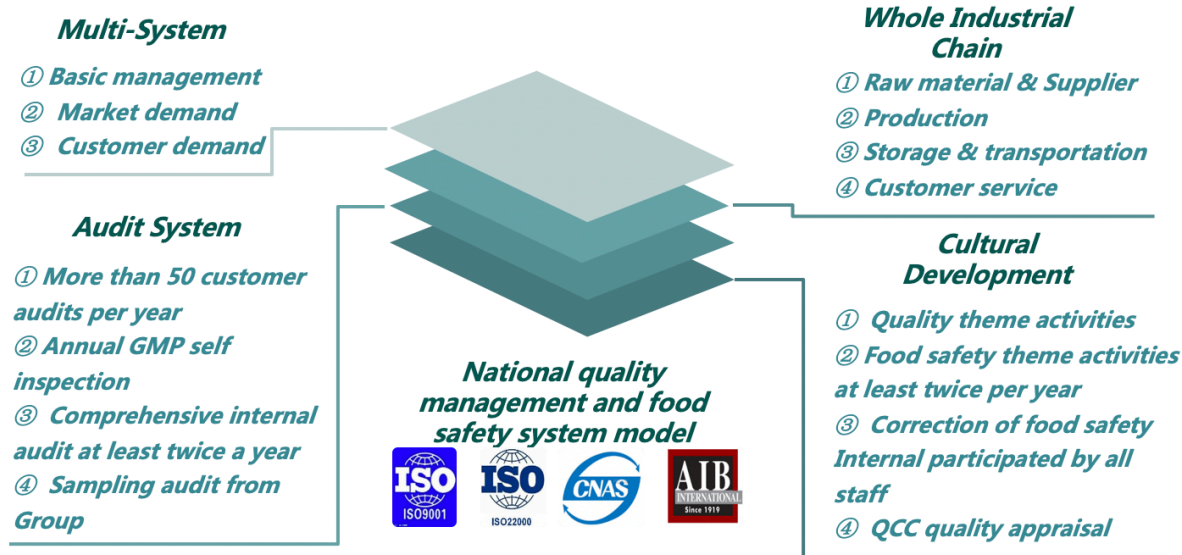 Multi-System
① Basic management
② Market demand
③ Customer demand
Audit System
① More than 50 customer
audits per year
② Annual GMP self
inspection
③ Comprehensive internal
audit at least twice a year
④ Sampling audit from
Group
National quality
management and food
safety system model
ISO
ISO9001
ISO
ISO22000
CNAS
AIB
INTERNATIONAL
Since 1919
Whole Industrial
Chain
① Raw material & Supplier
② Production
③ Storage & transportation
④ Customer service
Cultural
Development
① Quality theme activities
② Food safety theme activities
at least twice per year
③ Correction of food safety
Internal participated by all
staff
④ QCC quality appraisal